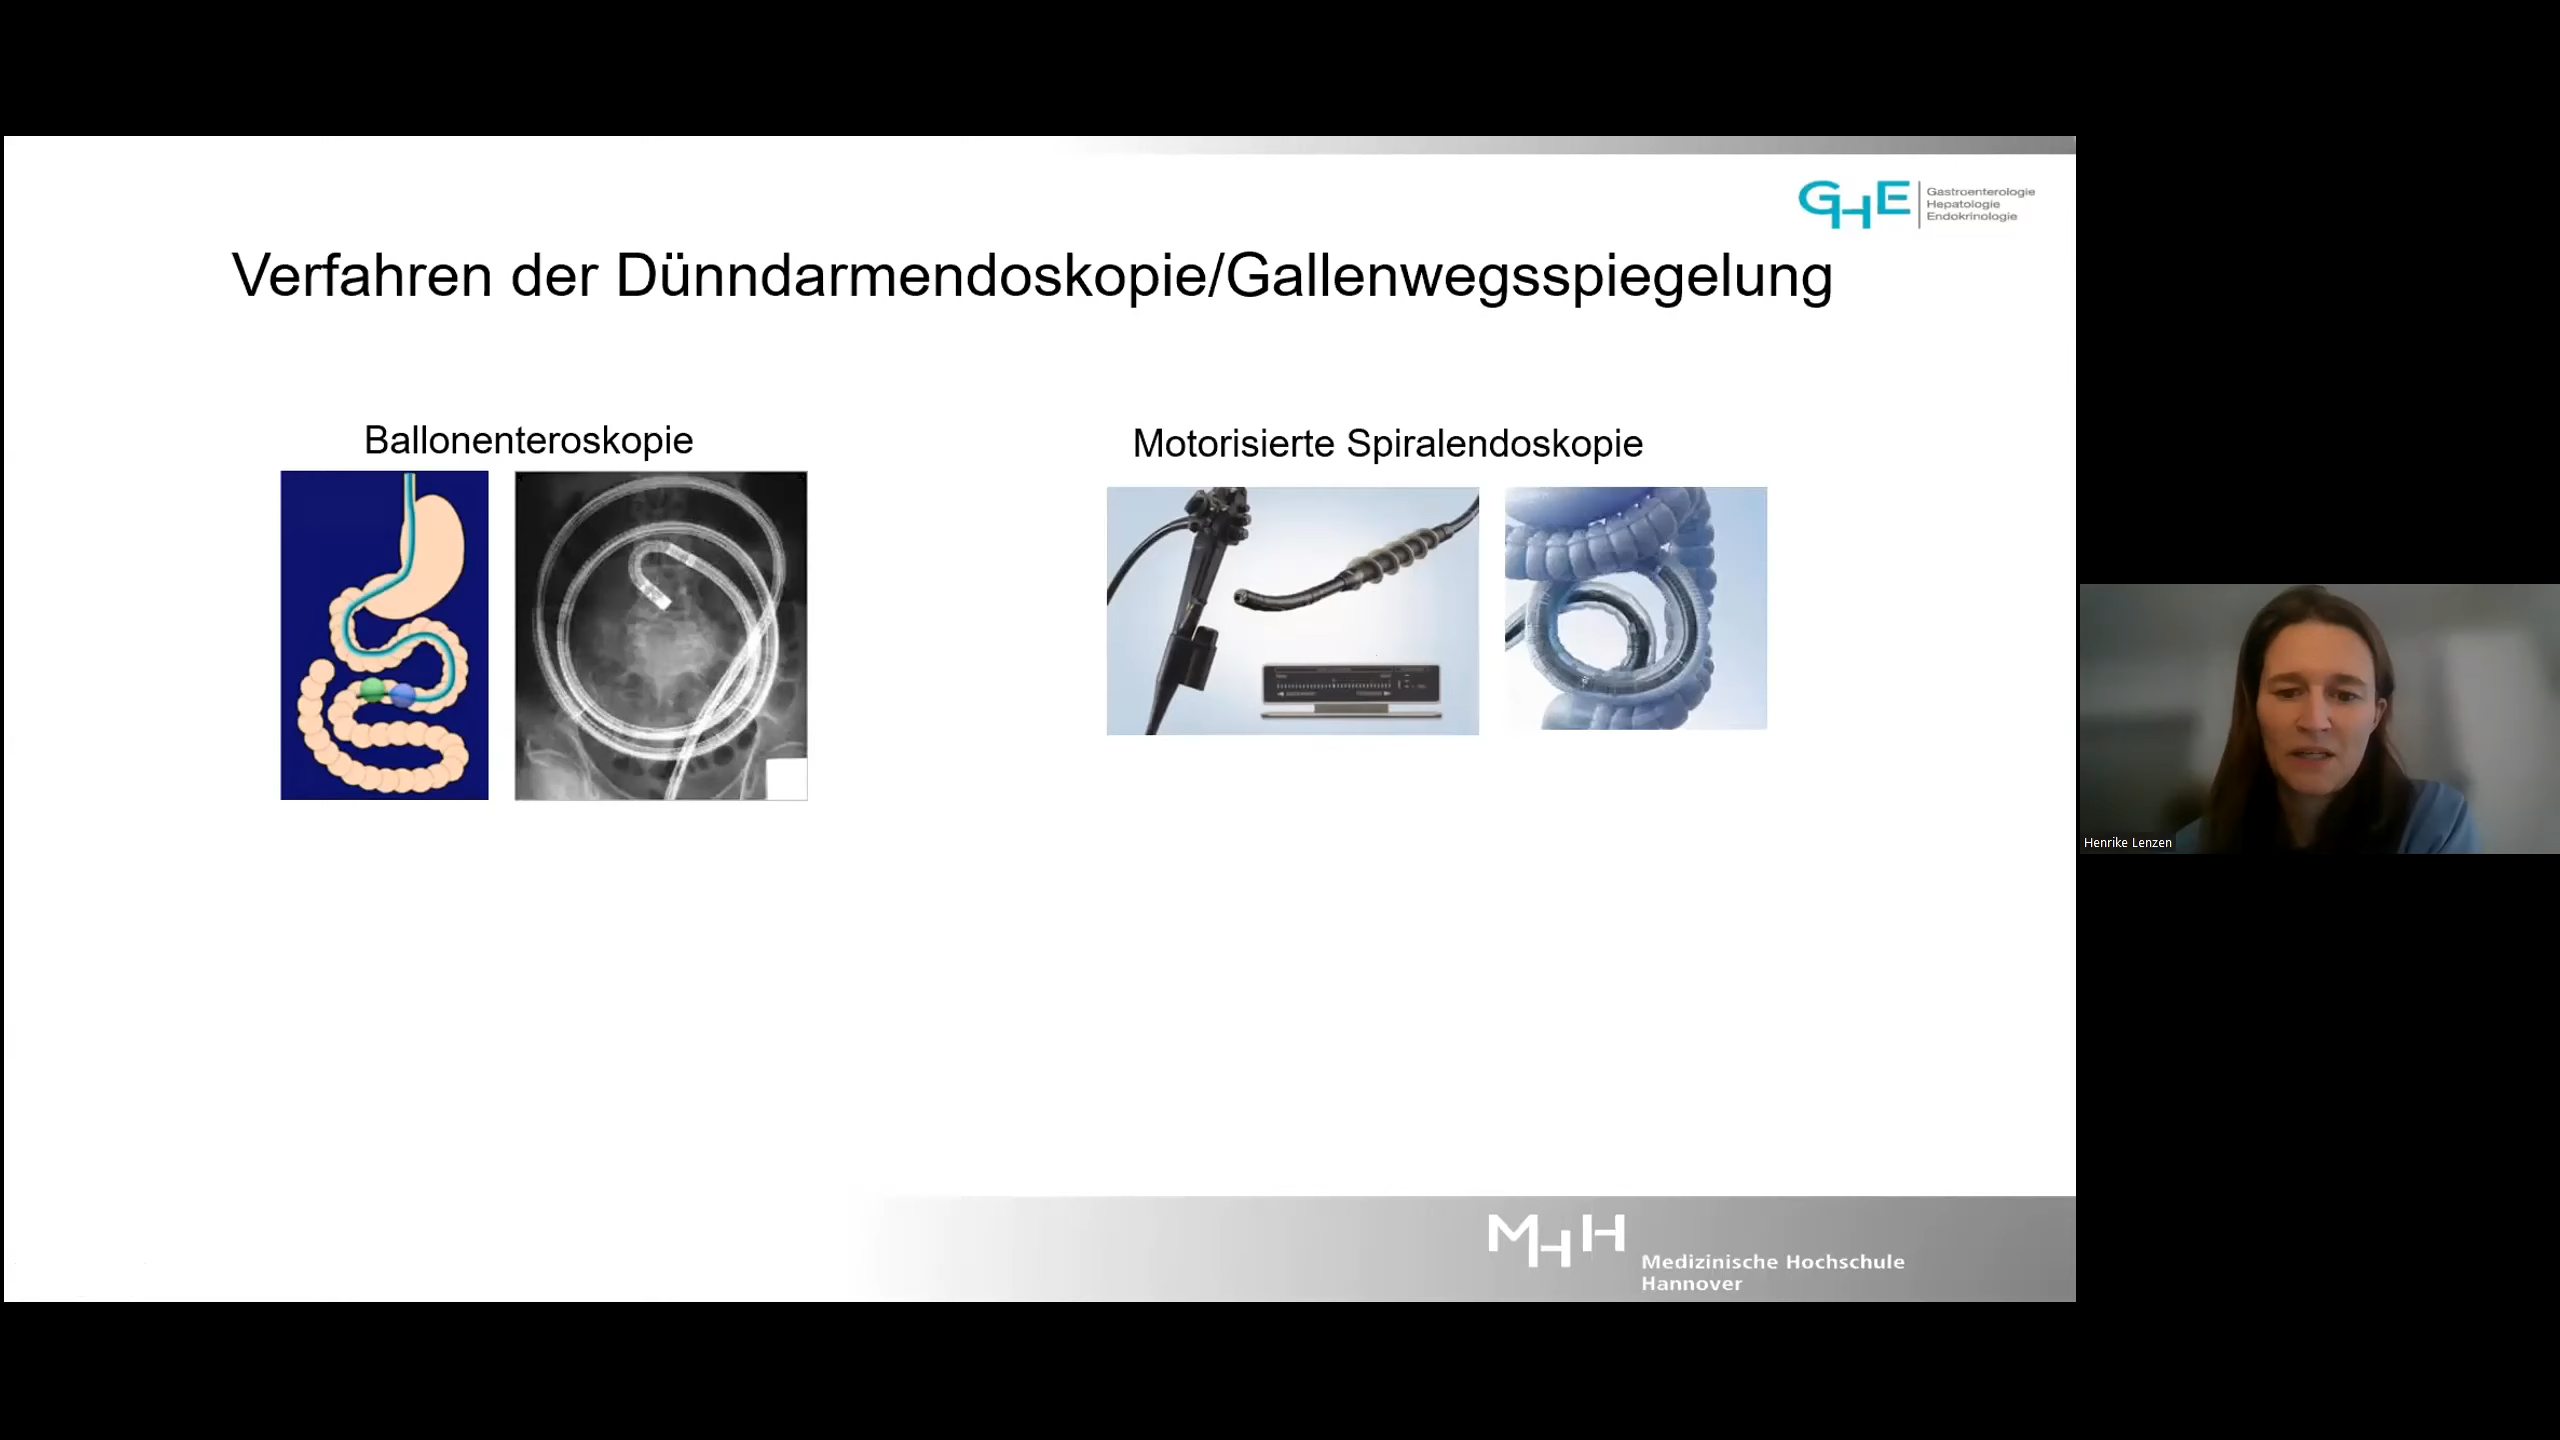 GHE
Gastroenterologie
Hepatologie
Endokrinologie
Verfahren der Dünndarmendoskopie/Gallenwegsspiegelung
Ballonenteroskopie
Motorisierte Spiralendoskopie
Henrike Lenzen
MHH
Medizinische Hochschule
Hannover